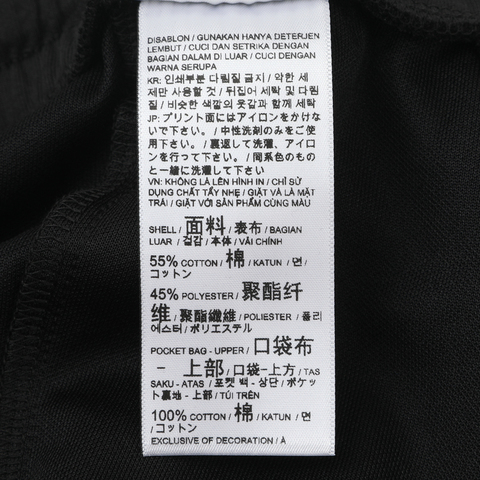 DISABLON / GUNAKAN HANYA DETERJEN
LEMBUT / CUCI DAN SETRIKA DENGAN
BAGIAN DALAM DI LUAR / CUCI DENGAN
WARNA SERUPA
KR: 인쇄부분 다림질 금지 / 약한 세
제만 사용할 것 / 뒤집어 세탁 및 다림
질 / 비슷한 색깔의 옷감과 함께 세탁
JP: プリント面にはアイロンをかけな
いで下さい。/ 中性洗剤のみをご使
用下さい。/ 裏返して洗濯、アイロ
ンを行って下さい。/ 同系色のもの
と一緒に洗濯して下さい
VN: KHÔNG LÀ LÊN HÌNH IN / CHỈ SỬ
DỤNG CHẤT TẨY NHẸ / GIẶT VÀ LÀ MẶT
TRÁI / GIẶT VỚI SẢN PHẨM CÙNG MÀU
SHELL / 面料 / 表布 / BAGIAN
LUAR / 겉감 / 本体 / VẢI CHÍNH
55% COTTON / 棉 / KATUN / 면
/ コットン
45% POLYESTER / 聚酯纤
维 / 聚酯纖維 / POLIESTER / 폴리
에스터 / ポリエステル
POCKET BAG - UPPER / 口袋布
- 上部 / 口袋-上方 / TAS
SAKU - ATAS / 포켓 백 - 상단 / ポケッ
ト裏地 - 上部 / TÚI TRÊN
100% COTTON / 棉 / KATUN / 면
/ コットン
EXCLUSIVE OF DECORATION / À